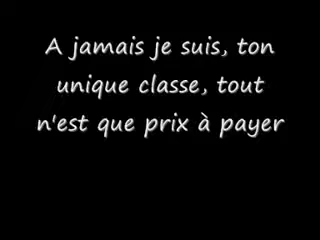 A jamais je suis, ton
unique classe, tout
n'est que prix à payer